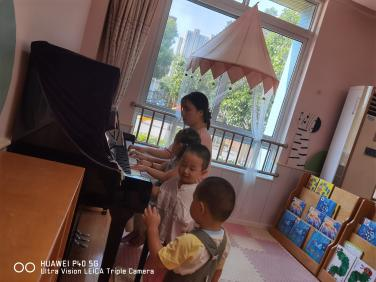 HUAWEI P40 5G
Ultra Vision LEICA Triple Camera